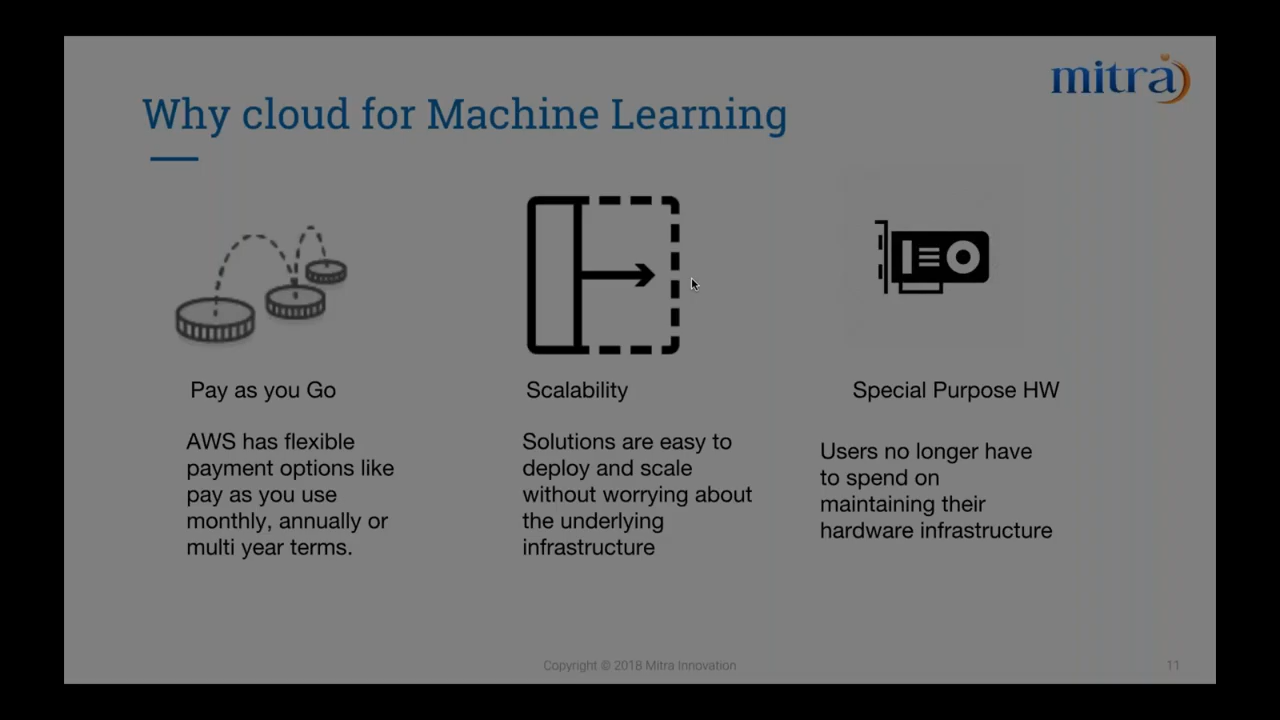 mitra
Why cloud for Machine Learning
Pay as you Go
AWS has flexible
payment options like
pay as you use
monthly, annually or
multi year terms.
Scalability
Solutions are easy to
deploy and scale
without worrying about
the underlying
infrastructure
Special Purpose HW
Users no longer have
to spend on
maintaining their
hardware infrastructure
Copyright © 2018 Mitra Innovation
11